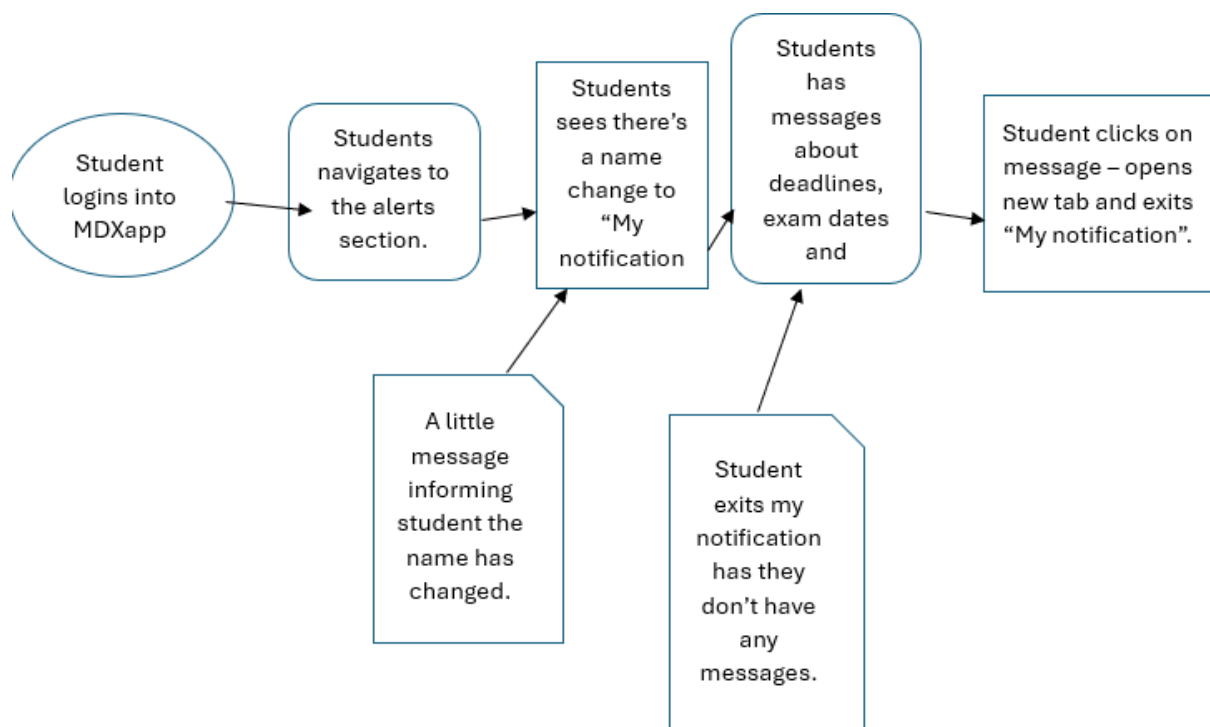 Student
logins into
MDXapp
Students
navigates to
the alerts
section.
Students
sees there's
a name
change to
“My
notification
Students
has
messages
about
deadlines,
exam dates
and
Student clicks on
message – opens
new tab and exits
“My notification”.
A little
message
informing
student the
name has
changed.
Student
exits my
notification
has they
don’t have
any
messages.